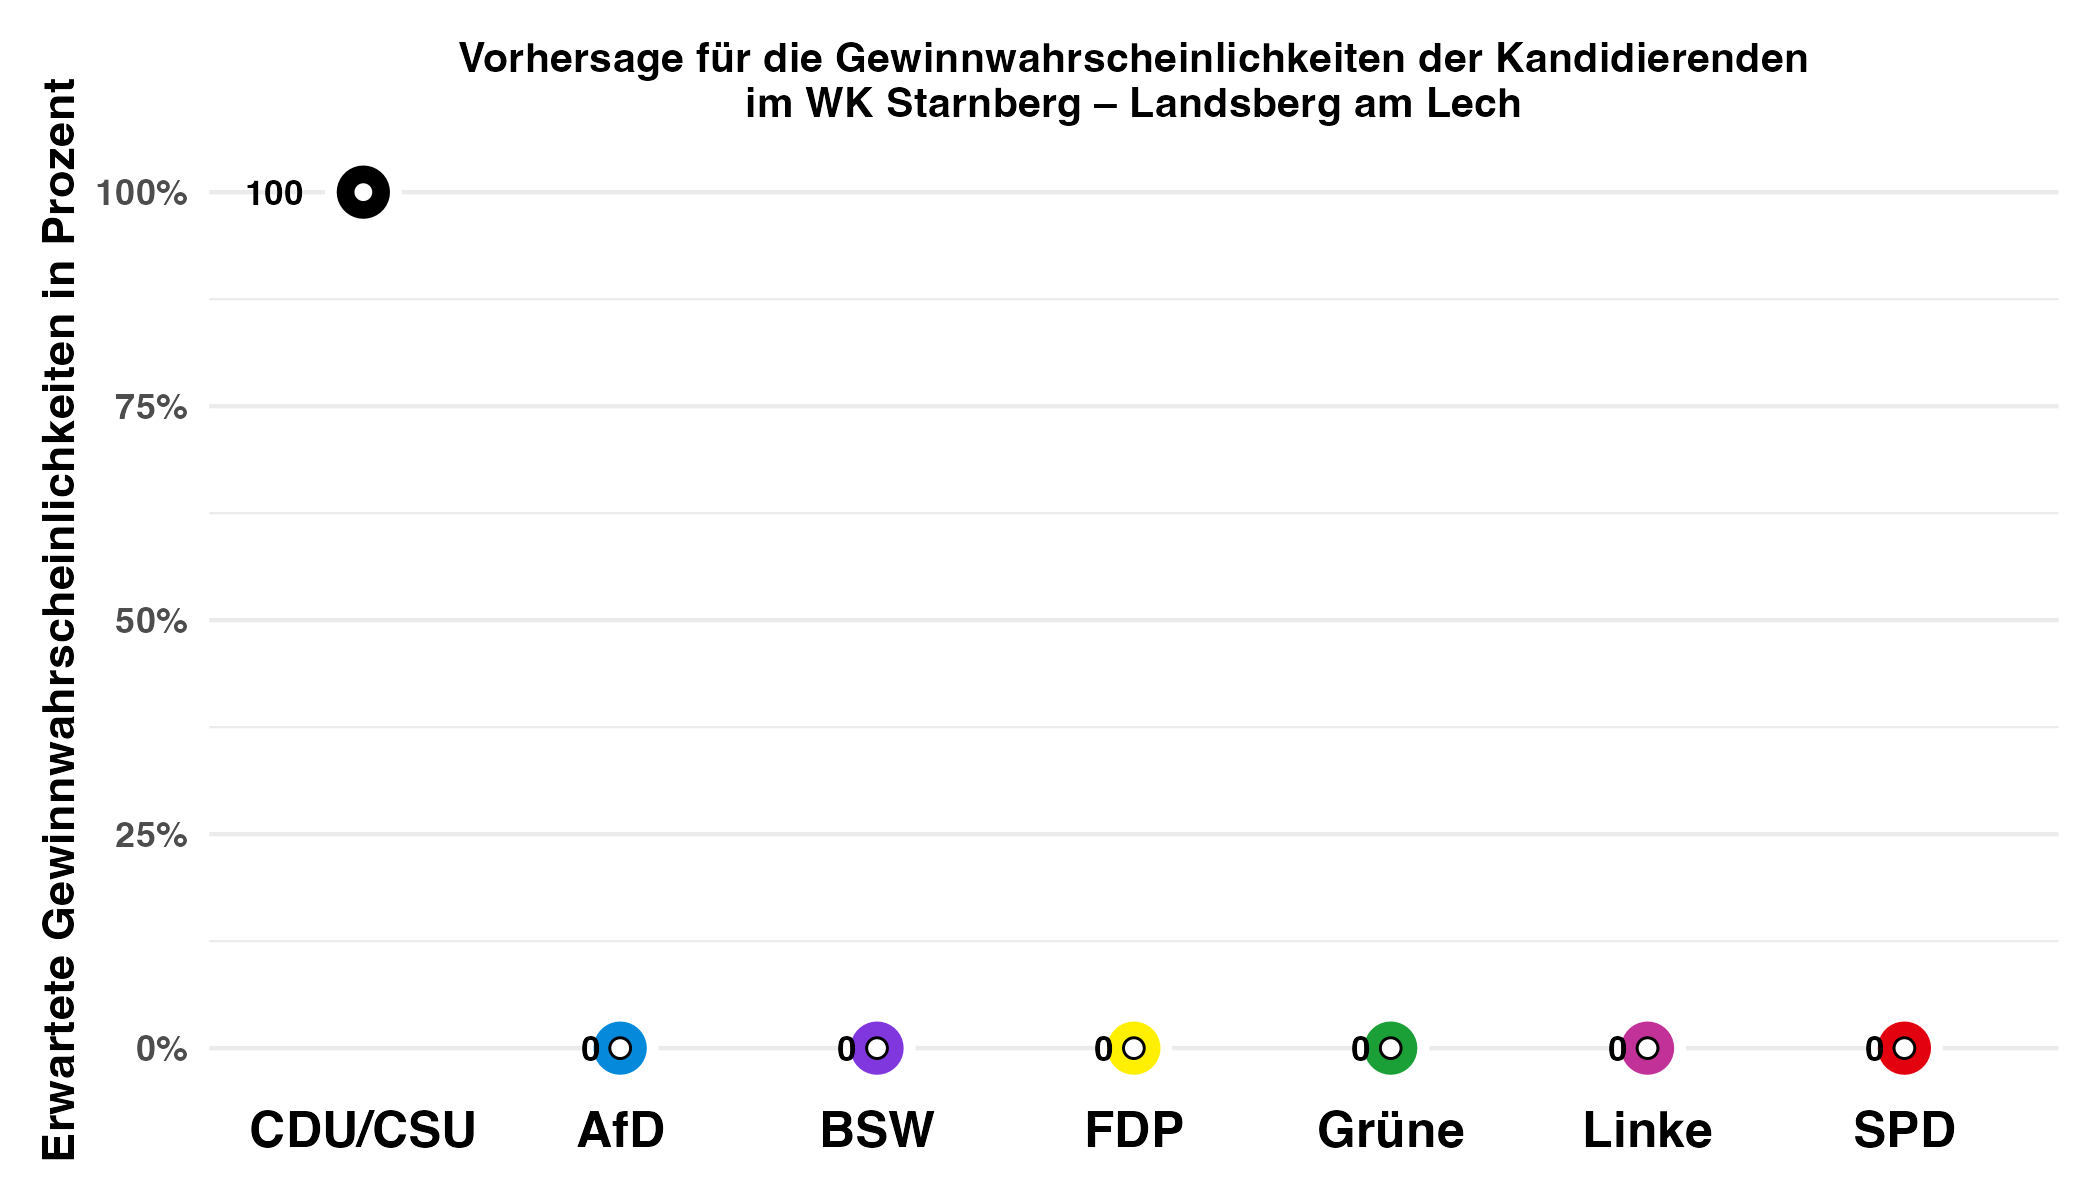 Vorhersage für die Gewinnwahrscheinlichkeiten der Kandidierenden
im WK Starnberg – Landsberg am Lech
Erwartete Gewinnwahrscheinlichkeiten in Prozent
100%
75%
50%
25%
0%
100
0
0
0
0
0
0
CDU/CSU
AfD
BSW
FDP
Grüne
Linke
SPD